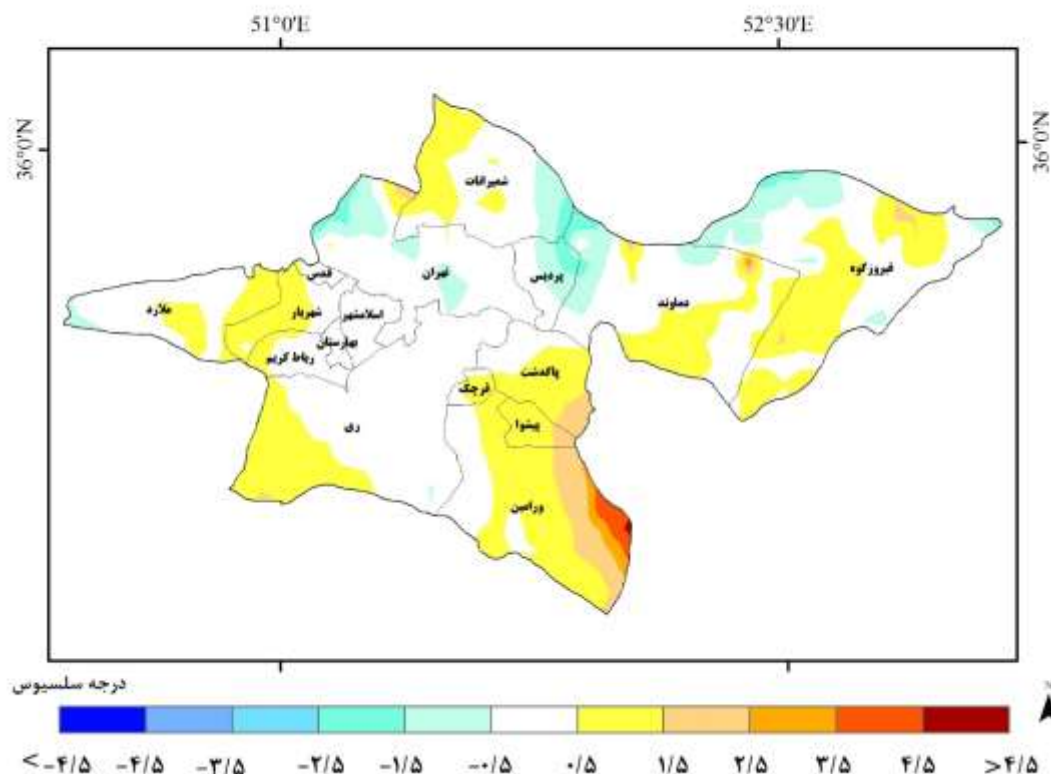 51°0'E 52°30'E
36°0'N 36°0'N
شمیرانات
فیروزکوه
قدس
تهران
پردیس
دماوند
ملارد
شهریار
اسلامشهر
بهارستان
رباط کریم
پاکدشت
قرچک
پیشوا
ری
ورامین
درجه سلسیوس
N
< -۴/۵ -۴/۵ -۳/۵ -۲/۵ -۱/۵ -۰/۵ ۰/۵ ۱/۵ ۲/۵ ۳/۵ ۴/۵ >۴/۵